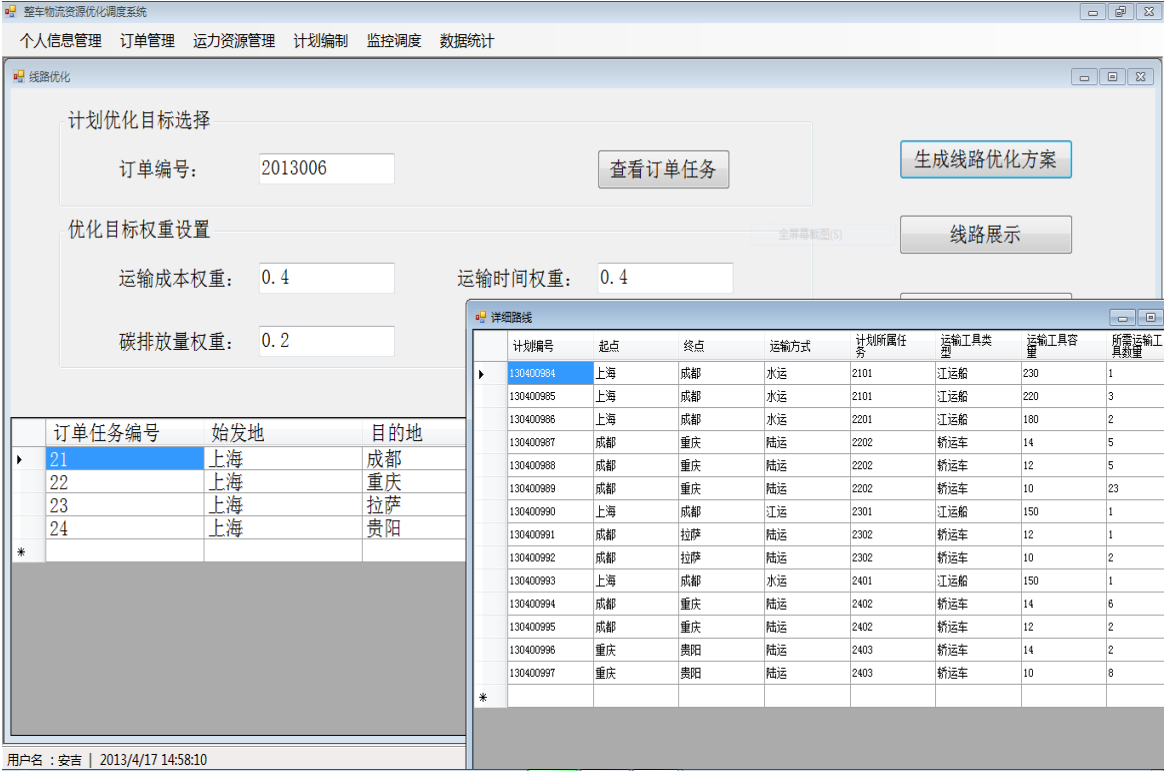 整车物流资源优化调度系统
个人信息管理 订单管理 运力资源管理 计划编制 监控调度 数据统计
线路优化
计划优化目标选择
订单编号： 2013006 查看订单任务 生成线路优化方案
优化目标权重设置
全屏幕截图(S)
线路展示
运输成本权重： 0.4 运输时间权重： 0.4
碳排放量权重： 0.2
订单任务编号 始发地 目的地
21 上海 成都
22 上海 重庆
23 上海 拉萨
24 上海 贵阳
详细路线
计划编号 起点 终点 运输方式 计划所属任务 运输工具类型 运输工具容量 所需运输工具数量
130400984 上海 成都 水运 2101 江运船 230 1
130400985 上海 成都 水运 2101 江运船 220 3
130400986 上海 成都 水运 2201 江运船 180 2
130400987 成都 重庆 陆运 2202 轿运车 14 5
130400988 成都 重庆 陆运 2202 轿运车 12 5
130400989 成都 重庆 陆运 2202 轿运车 10 23
130400990 上海 成都 江运 2301 江运船 150 1
130400991 成都 拉萨 陆运 2302 轿运车 12 1
130400992 成都 拉萨 陆运 2302 轿运车 10 2
130400993 上海 成都 水运 2401 江运船 150 1
130400994 成都 重庆 陆运 2402 轿运车 14 6
130400995 成都 重庆 陆运 2402 轿运车 12 2
130400996 重庆 贵阳 陆运 2403 轿运车 14 2
130400997 重庆 贵阳 陆运 2403 轿运车 10 8
用户名 ：安吉 | 2013/4/17 14:58:10